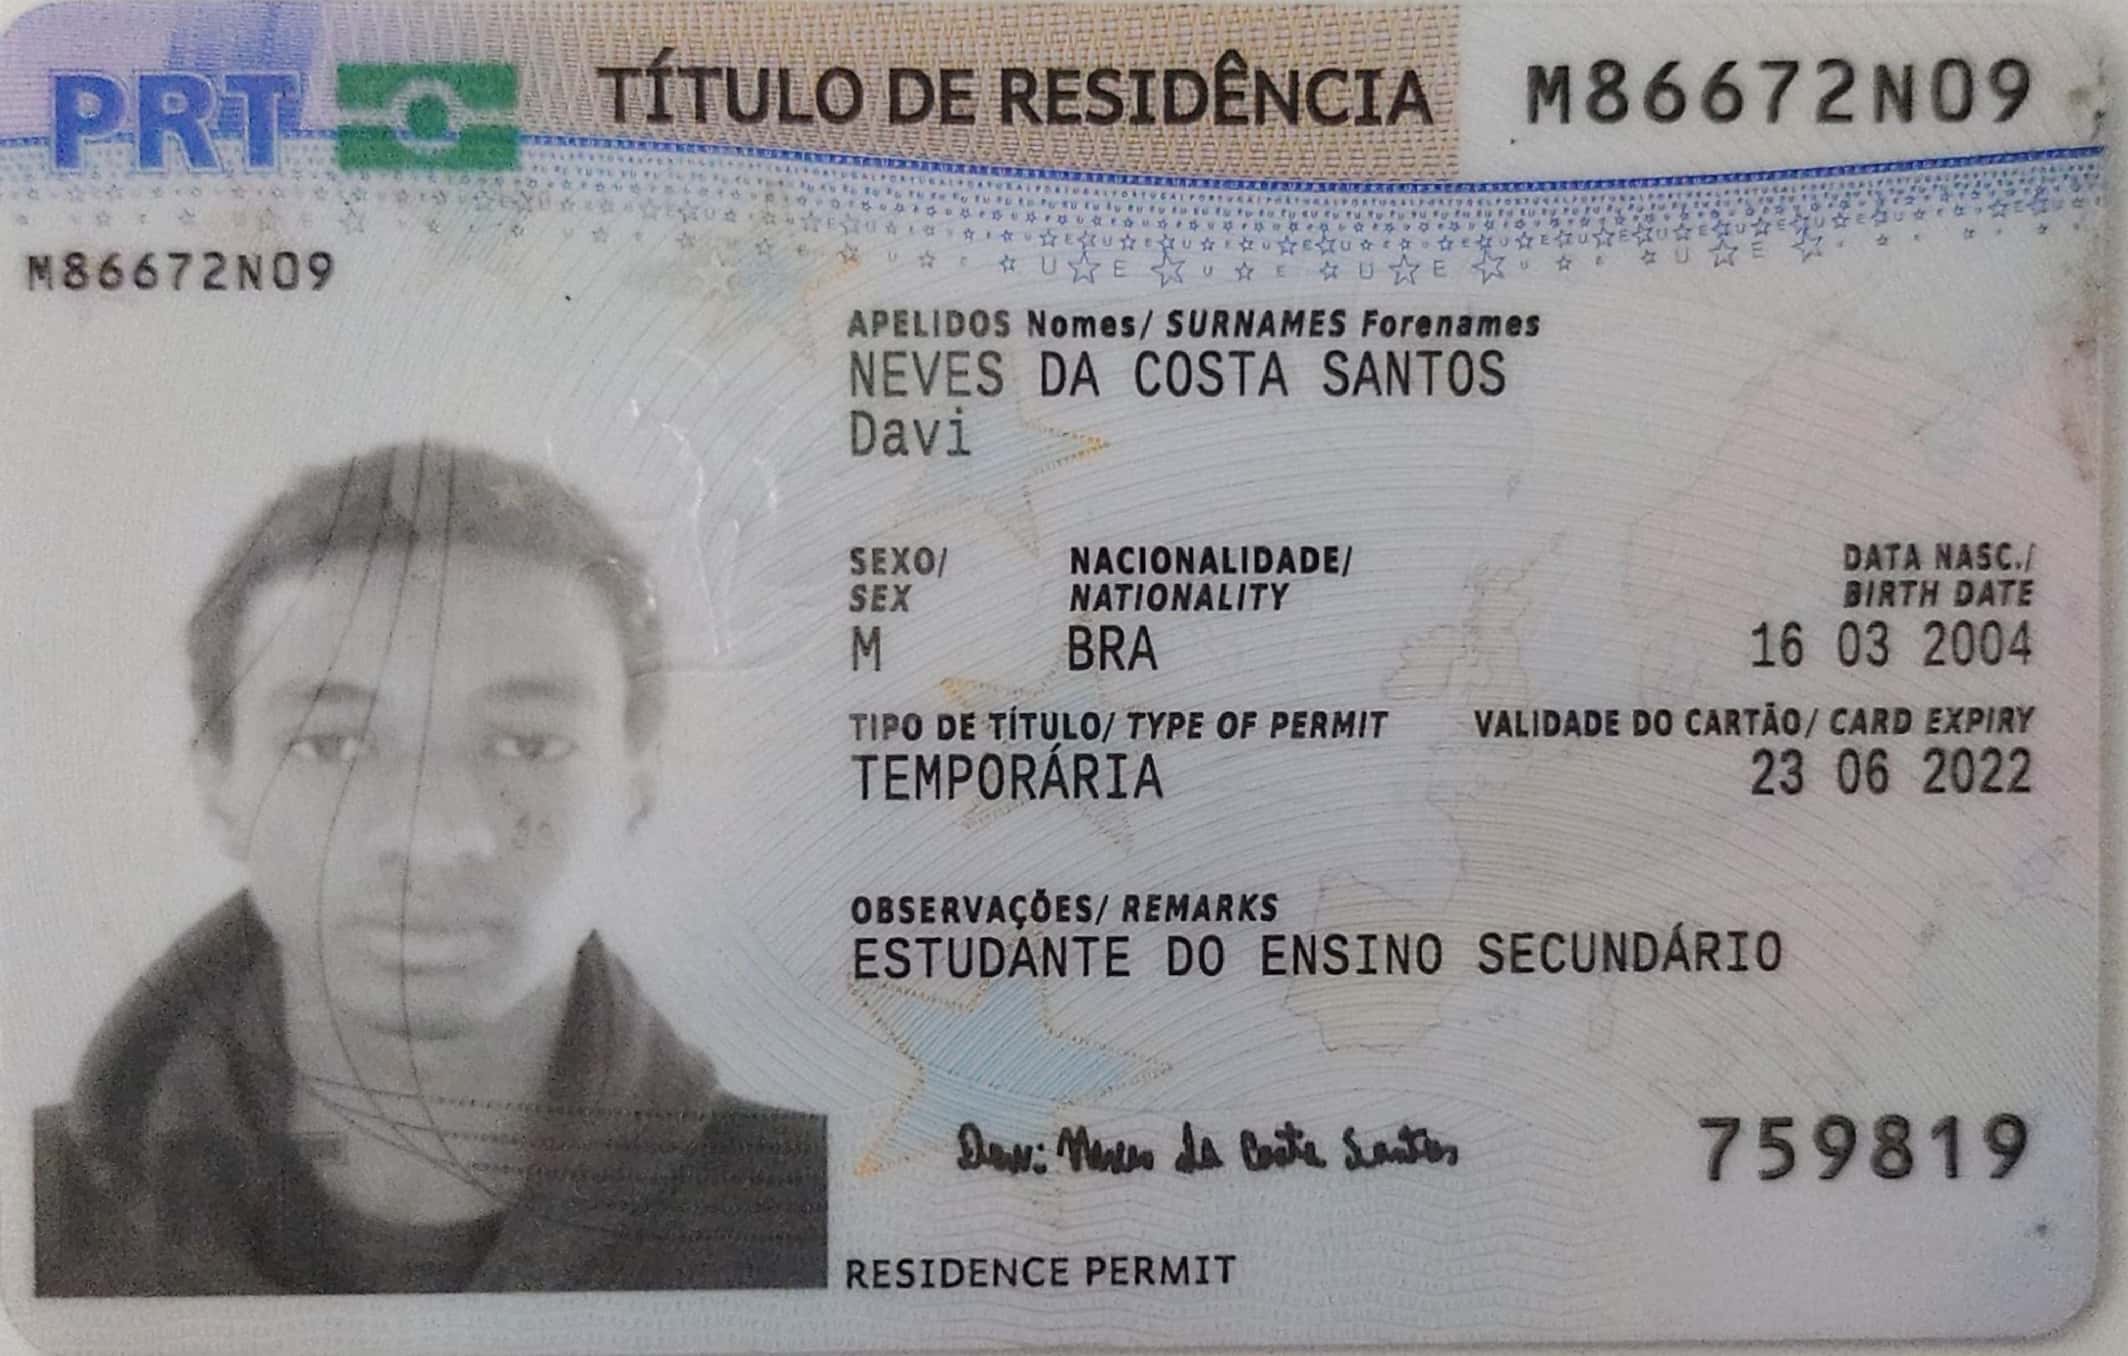 PRT TÍTULO DE RESIDÊNCIA M86672N09
M86672N09
APELIDOS Nomes/ SURNAMES Forenames
NEVES DA COSTA SANTOS
Davi
SEXO/ NACIONALIDADE/ DATA NASC./
SEX NATIONALITY BIRTH DATE
M BRA 16 03 2004
TIPO DE TÍTULO/ TYPE OF PERMIT VALIDADE DO CARTÃO/ CARD EXPIRY
TEMPORÁRIA 23 06 2022
OBSERVAÇÕES/ REMARKS
ESTUDANTE DO ENSINO SECUNDÁRIO
Davi Neves da Costa Santos 759819
RESIDENCE PERMIT